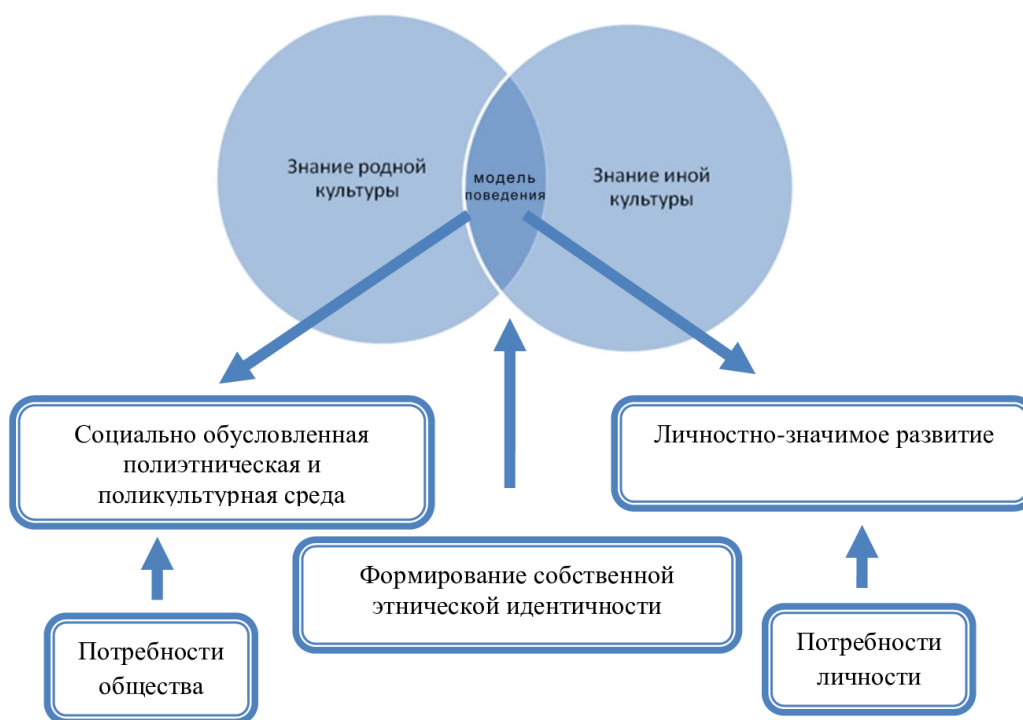 Знание родной
культуры
модель
поведения
Знание иной
культуры
Социально обусловленная
полиэтническая и
поликультурная среда
Личностно-значимое развитие
Формирование собственной
этнической идентичности
Потребности
общества
Потребности
личности